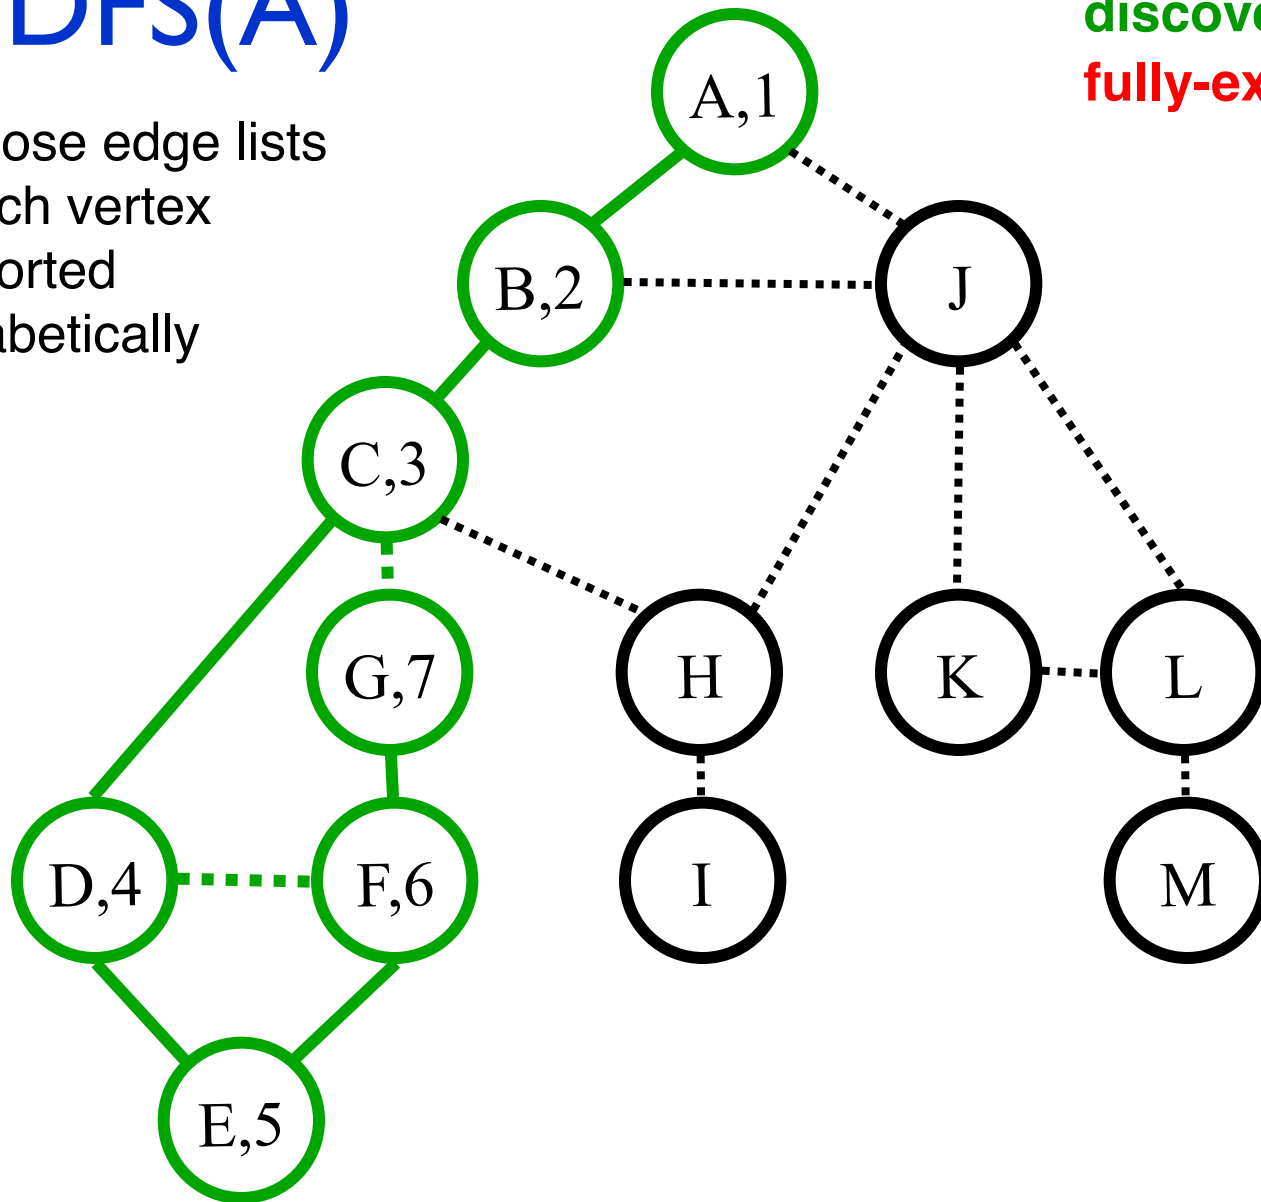 DFS(A)
discove
fully-ex
ose edge lists
ch vertex
orted
abetically
A,1
B,2
J
C,3
G,7
H
K
L
D,4
F,6
I
M
E,5